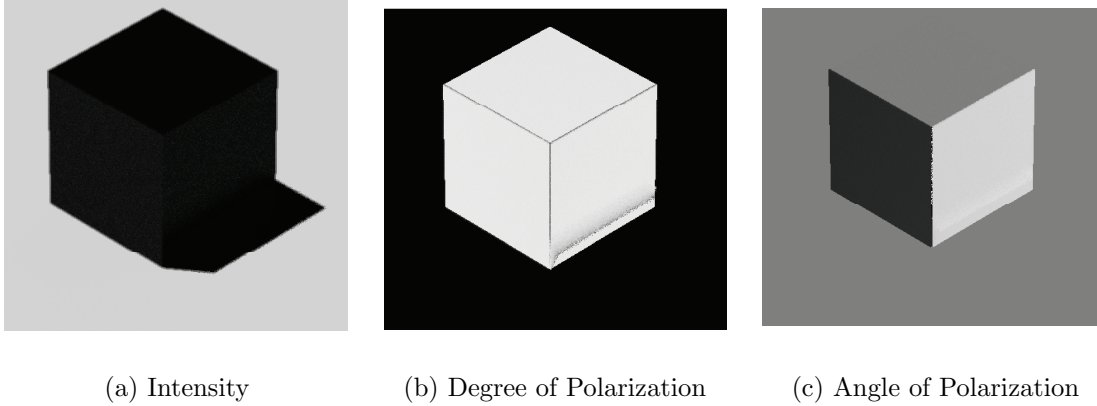 (a) Intensity
(b) Degree of Polarization
(c) Angle of Polarization